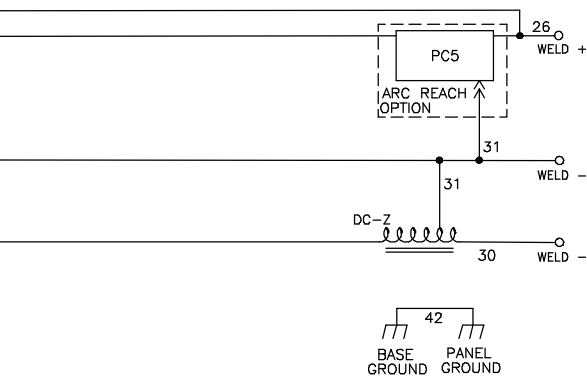 26
WELD +
PC5
ARC REACH
OPTION
31
WELD -
31
DC-Z
30
WELD -
42
BASE
GROUND
PANEL
GROUND